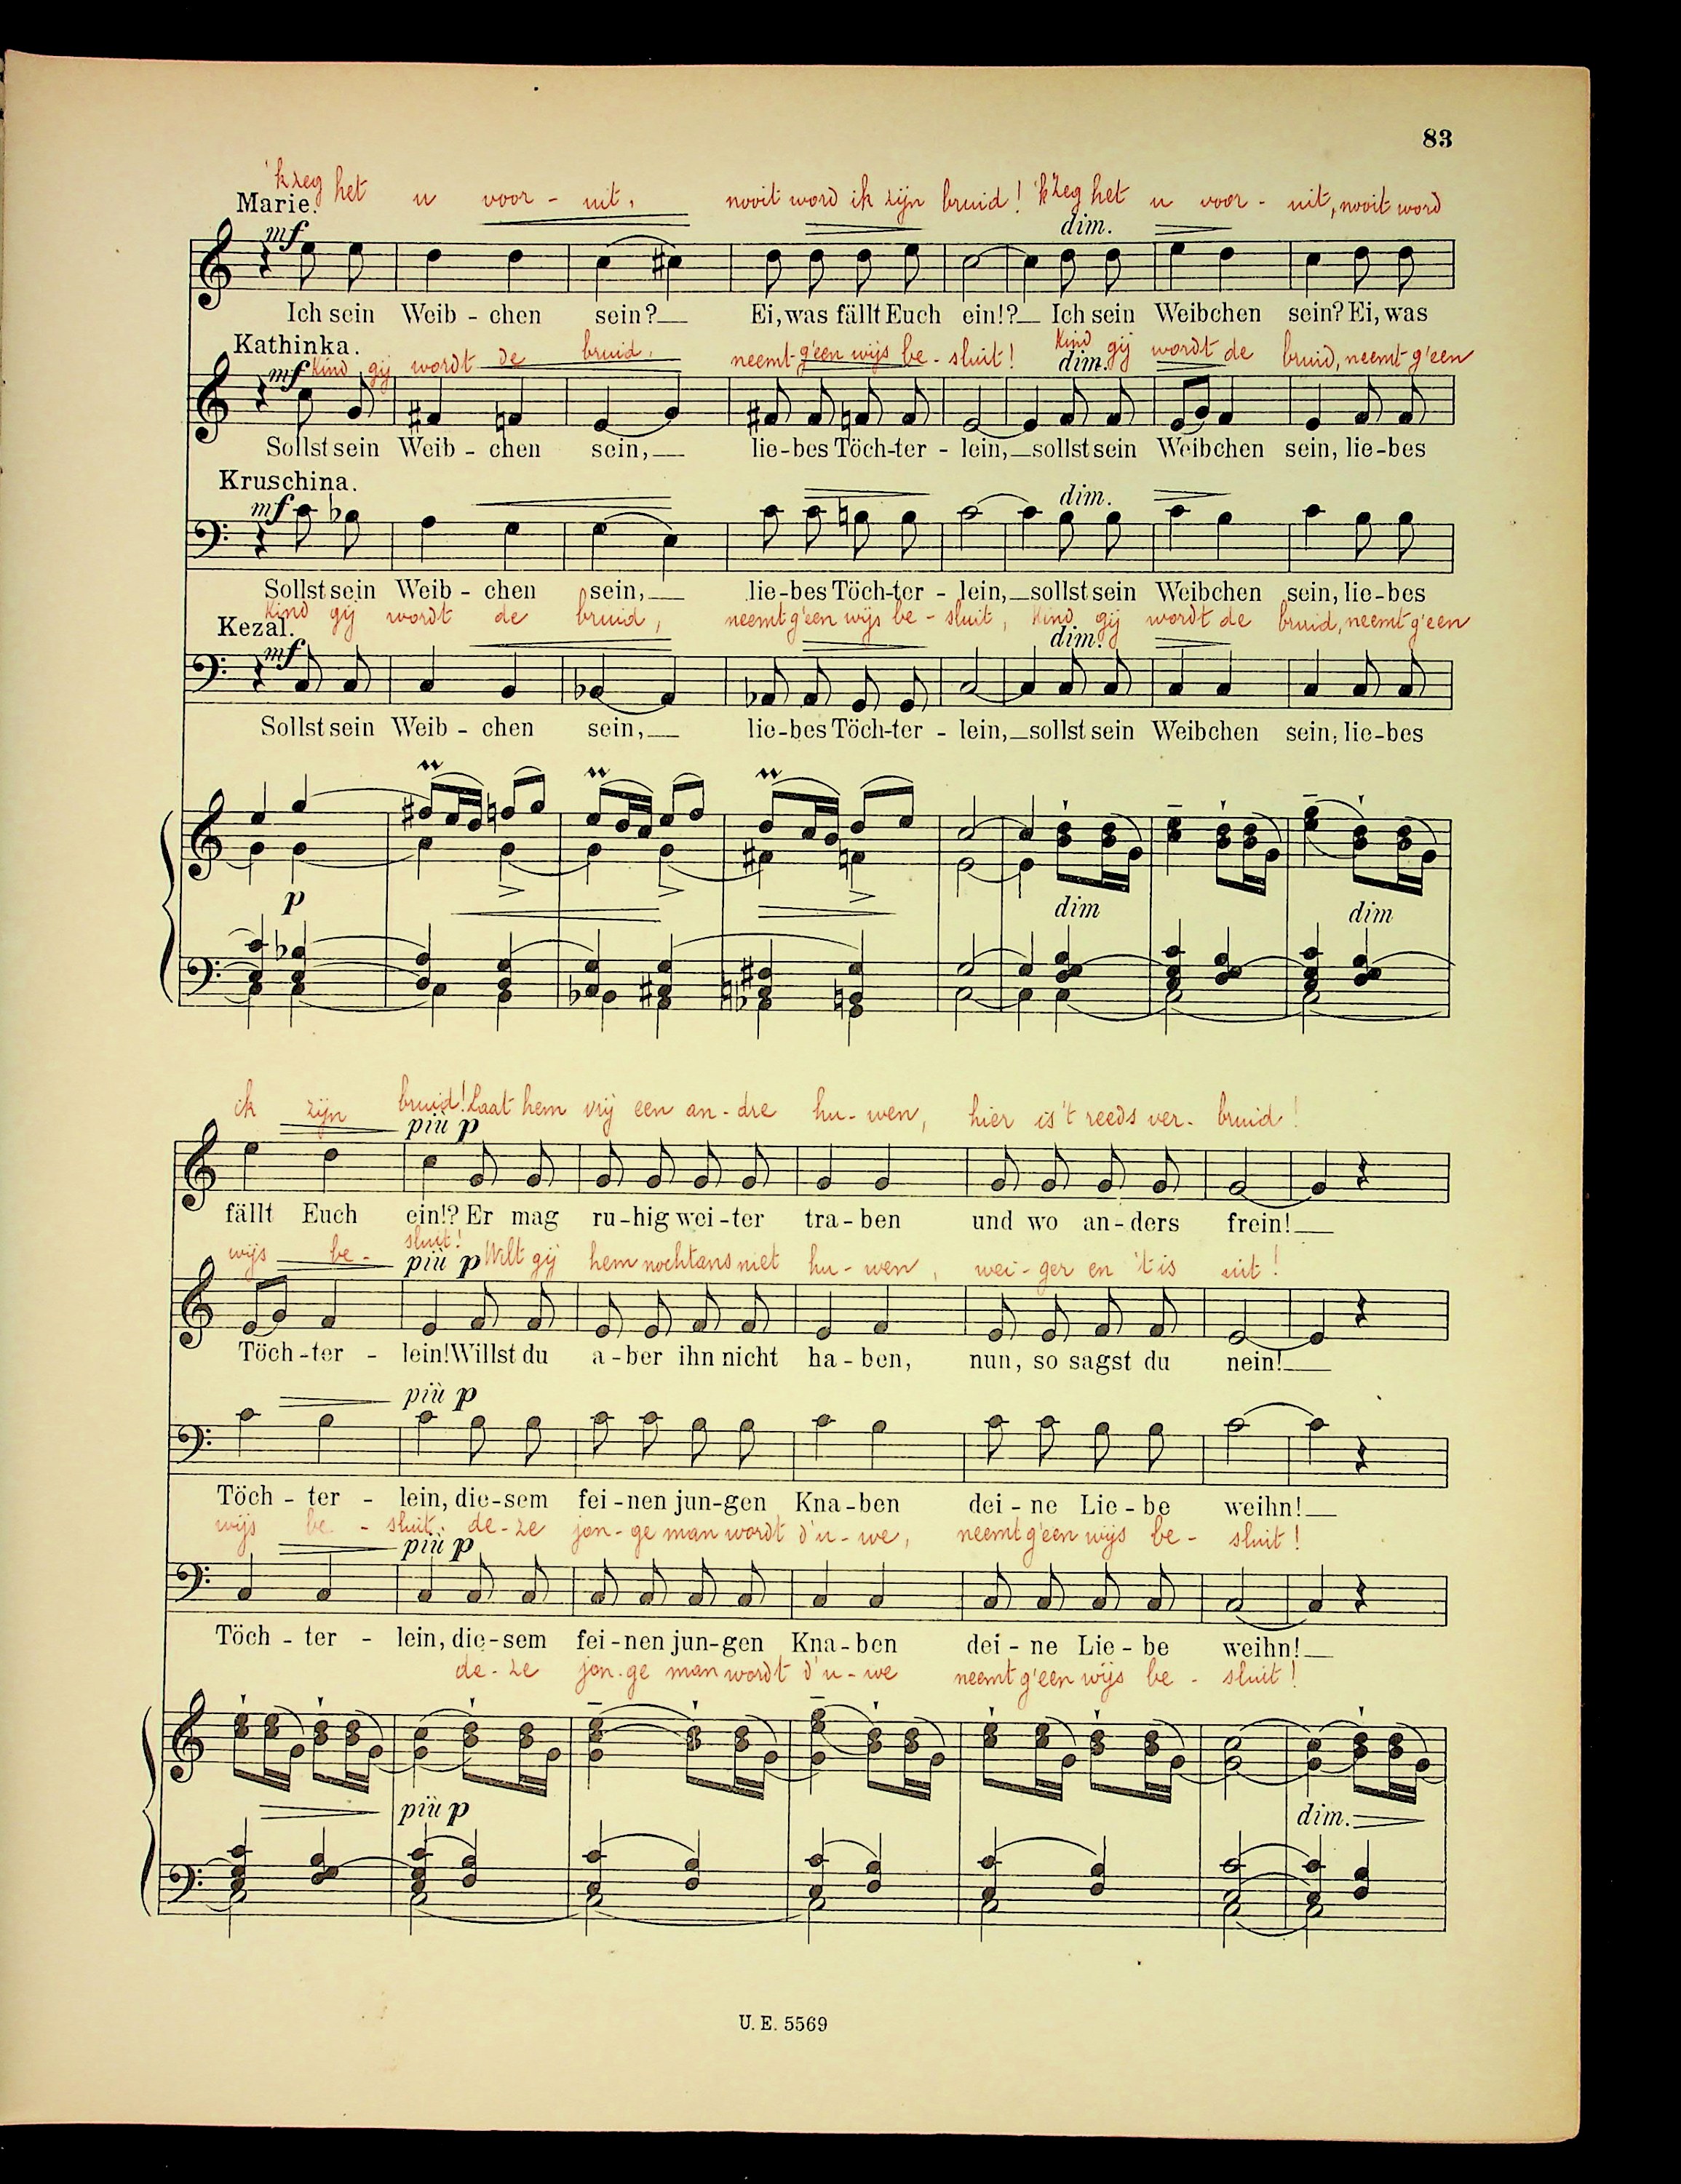 83
'k zeg het u voor - uit, nooit word ik zijn bruid! 'k Zeg het u voor - uit, nooit word
Marie.
mf dim.
Ich sein Weib - chen sein? Ei, was fällt Euch ein!? Ich sein Weibchen sein? Ei, was
Kathinka.
Kind gij wordt de bruid, neemt g'een wijs be - sluit! Kind gij wordt de bruid, neemt g'een
mf dim.
Sollst sein Weib - chen sein, lie - bes Töch - ter - lein, sollst sein Weibchen sein, lie - bes
Kruschina.
mf dim.
Sollst sein Weib - chen sein, lie - bes Töch - ter - lein, sollst sein Weibchen sein, lie - bes
Kind gij wordt de bruid, neemt g'een wijs be - sluit, Kind gij wordt de bruid, neemt g'een
Kezal.
mf dim.
Sollst sein Weib - chen sein, lie - bes Töch - ter - lein, sollst sein Weibchen sein, lie - bes
p dim dim
ik zijn bruid! Laat hem vrij een an - dre hu - wen, hier is 't reeds ver - bruid!
più p
fällt Euch ein!? Er mag ru - hig wei - ter tra - ben und wo an - ders frein!
wijs be - sluit! Wilt gij hem nochtans niet hu - wen, wei - ger en 't is uit!
più p
Töch - ter - lein! Willst du a - ber ihn nicht ha - ben, nun, so sagst du nein!
più p
Töch - ter - lein, die - sem fei - nen jun - gen Kna - ben dei - ne Lie - be weihn!
wijs be - sluit. de - ze jon - ge man wordt d'u - we, neemt g'een wijs be - sluit!
più p
Töch - ter - lein, die - sem fei - nen jun - gen Kna - ben dei - ne Lie - be weihn!
de - ze jon - ge man wordt d'u - we neemt g'een wijs be - sluit!
più p dim.
U. E. 5569